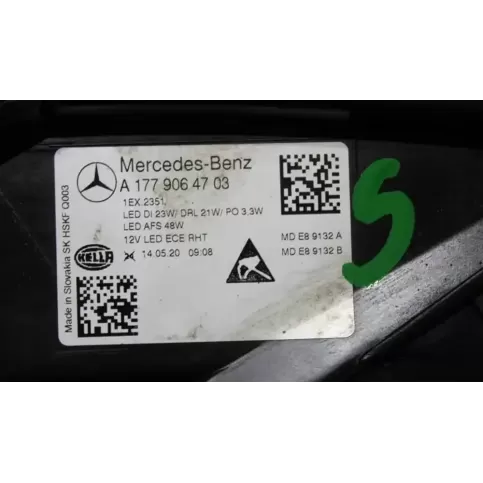 Mercedes-Benz
A 177 906 47 03
1EX 2351
LED DI 23W/ DRL 21W/ PO 3.3W
LED AFS 48W
12V LED ECE RHT
MD E8 9132 A
HELLA
14.05.20 09:08
MD E8 9132 B
Made in Slovakia SK HSKF Q003
S